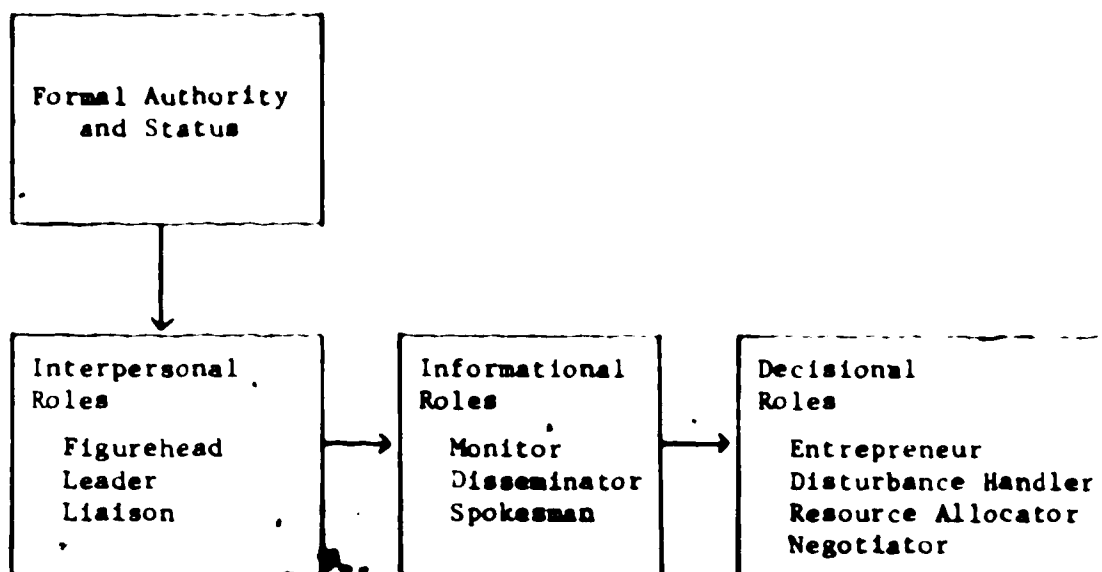 Formal Authority
and Status
Interpersonal
Roles
Figurehead
Leader
Liaison
Informational
Roles
Monitor
Disseminator
Spokesman
Decisional
Roles
Entrepreneur
Disturbance Handler
Resource Allocator
Negotiator